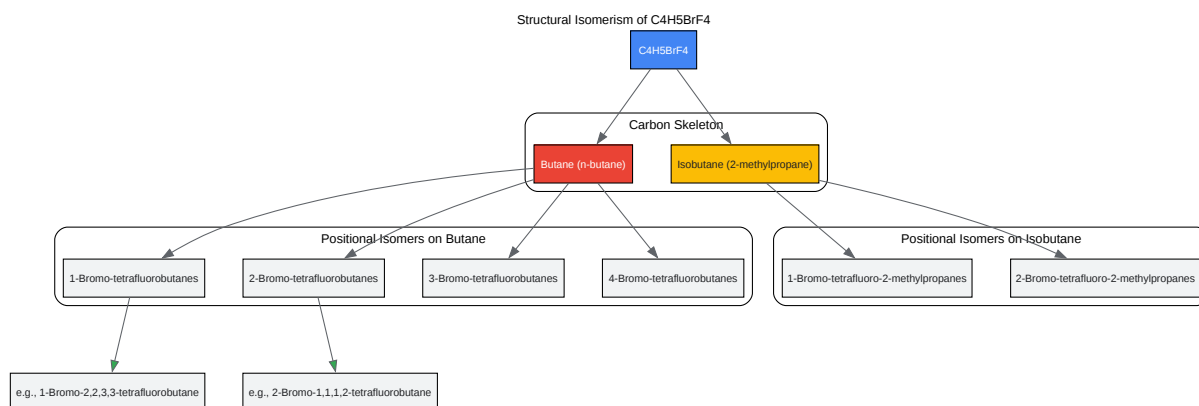 Structural Isomerism of C4H5BrF4
C4H5BrF4
Carbon Skeleton
Butane (n-butane)
Isobutane (2-methylpropane)
Positional Isomers on Butane
Positional Isomers on Isobutane
1-Bromo-tetrafluorobutanes
2-Bromo-tetrafluorobutanes
3-Bromo-tetrafluorobutanes
4-Bromo-tetrafluorobutanes
1-Bromo-tetrafluoro-2-methylpropanes
2-Bromo-tetrafluoro-2-methylpropanes
e.g., 1-Bromo-2,2,3,3-tetrafluorobutane
e.g., 2-Bromo-1,1,1,2-tetrafluorobutane